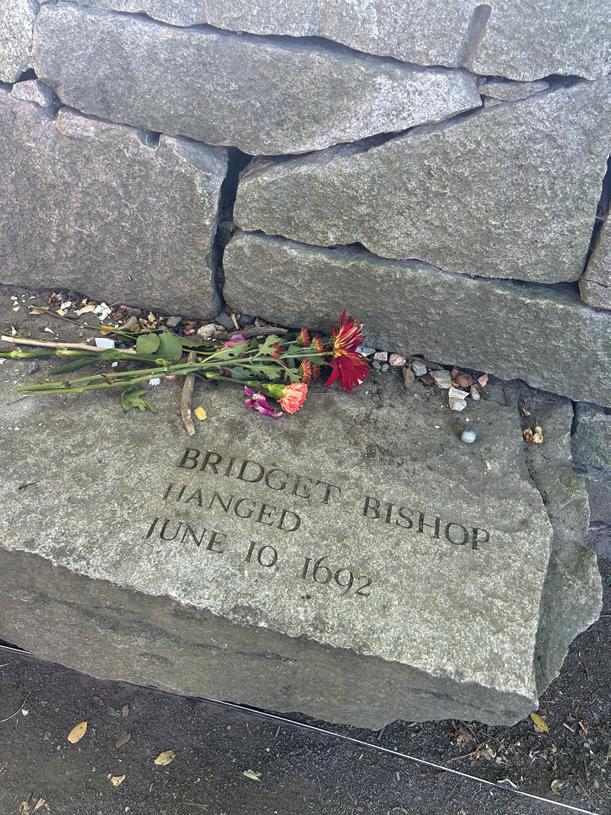 BRIDGET BISHOP
HANGED
JUNE 10, 1692